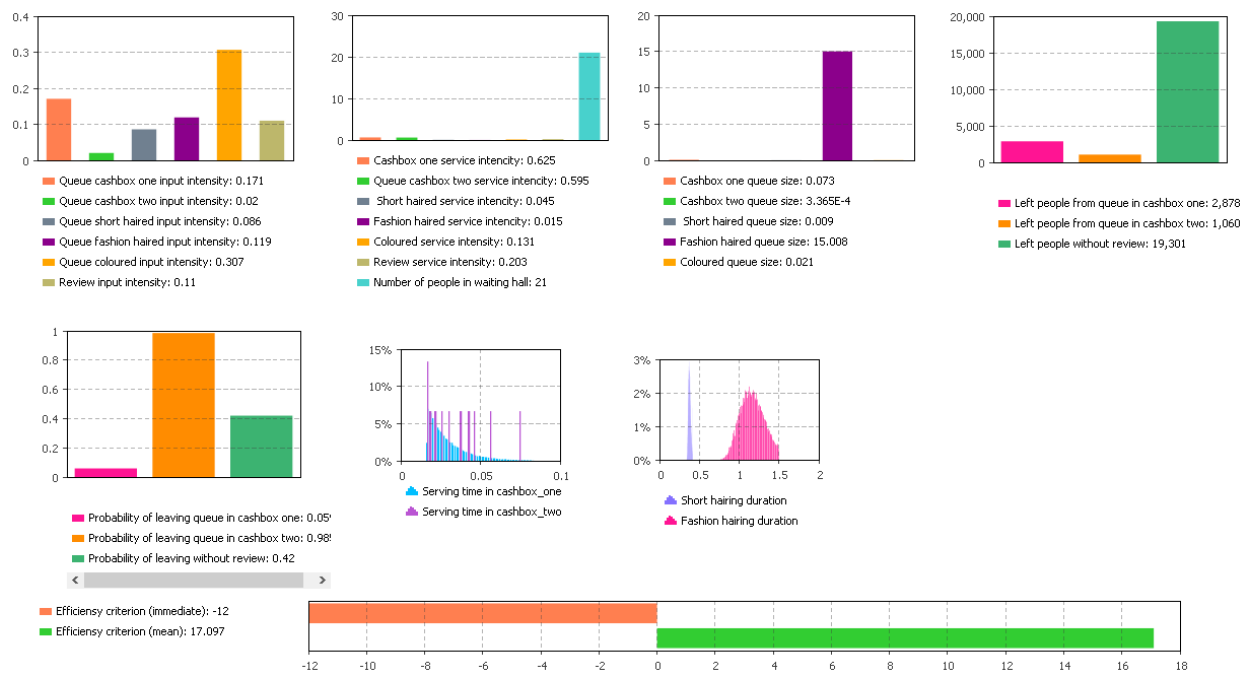 0.4
0.3
0.2
0.1
0
Queue cashbox one input intensity: 0.171
Queue cashbox two input intensity: 0.02
Queue short haired input intensity: 0.086
Queue fashion haired input intensity: 0.119
Queue coloured input intensity: 0.307
Review input intensity: 0.11
30
20
10
0
Cashbox one service intencity: 0.625
Queue cashbox two service intencity: 0.595
Short haired service intencity: 0.045
Fashion haired service intencity: 0.015
Coloured service intensity: 0.131
Review service intensity: 0.203
Number of people in waiting hall: 21
20
15
10
5
0
Cashbox one queue size: 0.073
Cashbox two queue size: 3.365E-4
Short haired queue size: 0.009
Fashion haired queue size: 15.008
Coloured queue size: 0.021
20,000
15,000
10,000
5,000
0
Left people from queue in cashbox one: 2,878
Left people from queue in cashbox two: 1,060
Left people without review: 19,301
1
0.8
0.6
0.4
0.2
0
Probability of leaving queue in cashbox one: 0.05
Probability of leaving queue in cashbox two: 0.98
Probability of leaving without review: 0.42
15%
10%
5%
0%
0 0.05 0.1
Serving time in cashbox_one
Serving time in cashbox_two
3%
2%
1%
0%
0 0.5 1 1.5 2
Short hairing duration
Fashion hairing duration
Efficiensy criterion (immediate): -12
Efficiensy criterion (mean): 17.097
-12 -10 -8 -6 -4 -2 0 2 4 6 8 10 12 14 16 18